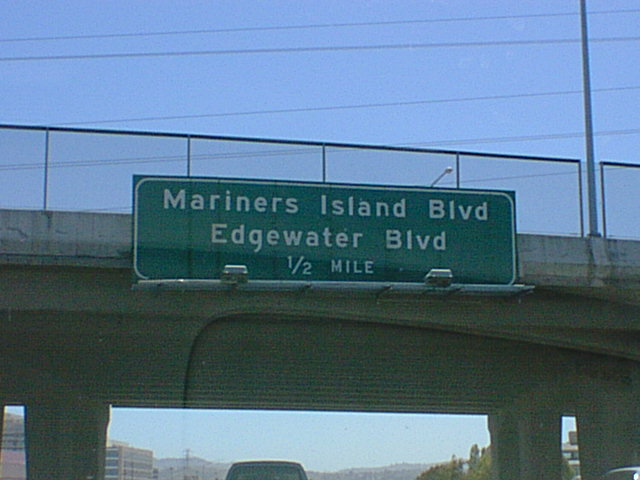 Mariners Island Blvd
Edgewater Blvd
1/2 MILE